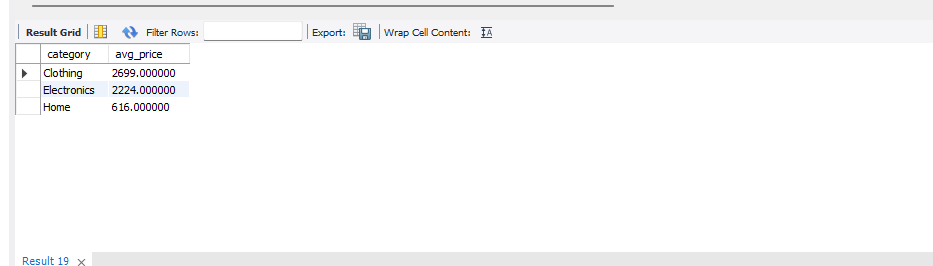 Result Grid Filter Rows: Export: Wrap Cell Content: IA
category avg_price
Clothing 2699.000000
Electronics 2224.000000
Home 616.000000
Result 19 ×